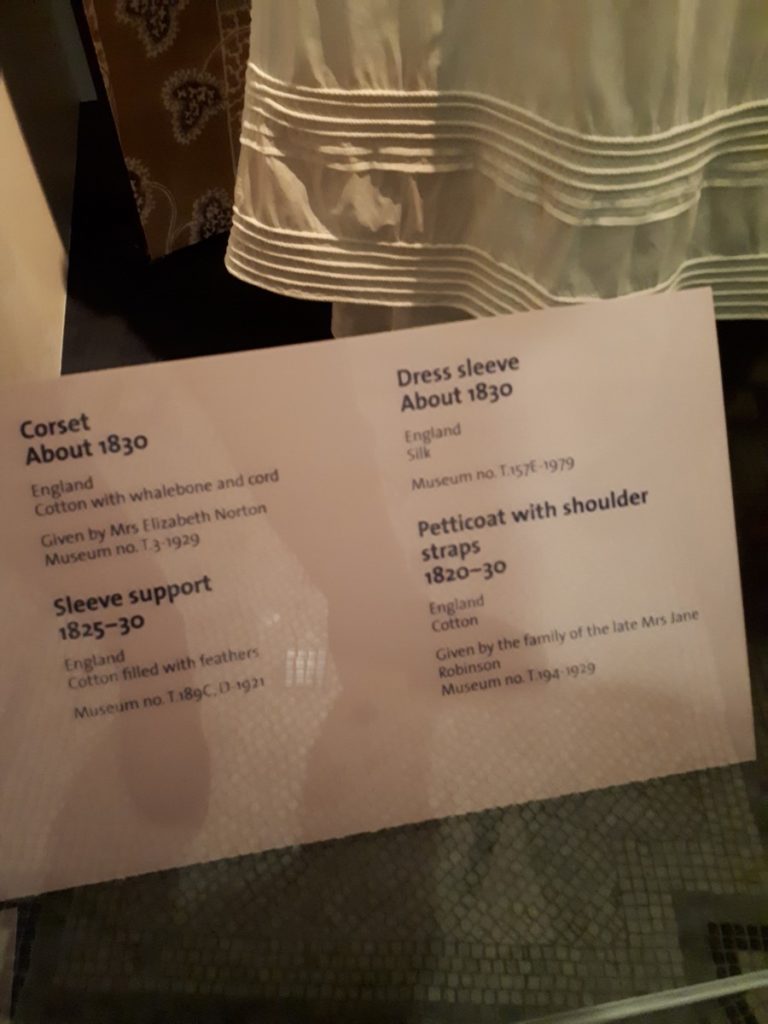 Corset
About 1830
England
Cotton with whalebone and cord
Given by Mrs Elizabeth Norton
Museum no. T.3-1929
Sleeve support
1825–30
England
Cotton filled with feathers
Museum no. T.189C, D-1921
Dress sleeve
About 1830
England
Silk
Museum no. T.157E-1979
Petticoat with shoulder
straps
1820–30
England
Cotton
Given by the family of the late Mrs Jane
Robinson
Museum no. T.194-1929